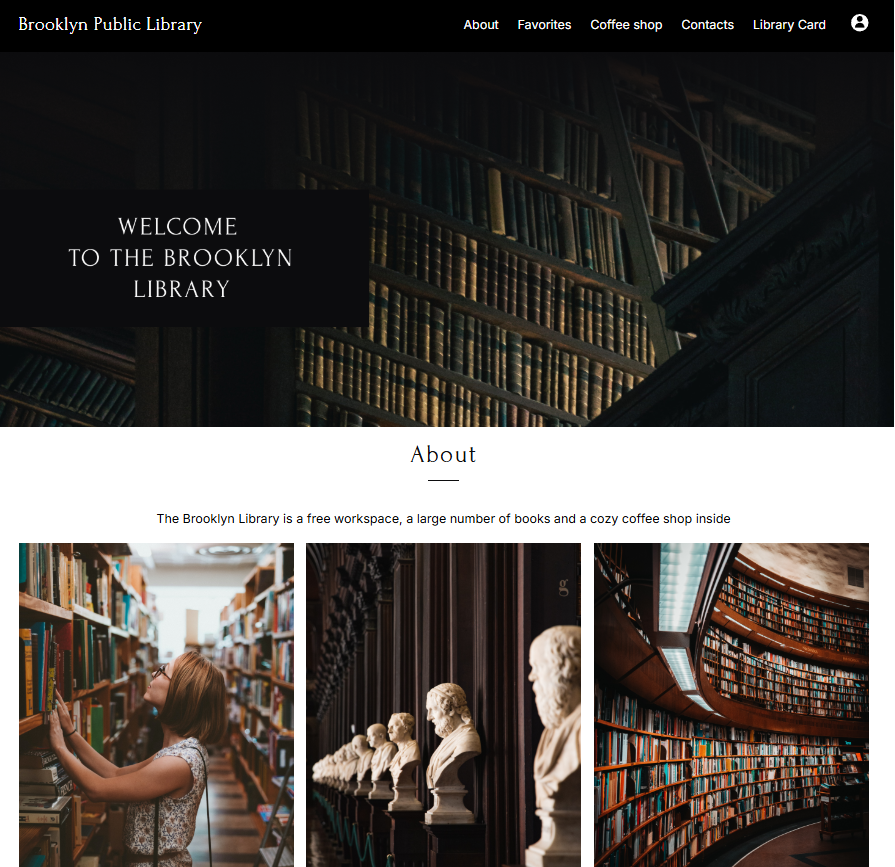 Brooklyn Public Library
About Favorites Coffee shop Contacts Library Card
WELCOME
TO THE BROOKLYN
LIBRARY
About
The Brooklyn Library is a free workspace, a large number of books and a cozy coffee shop inside
g